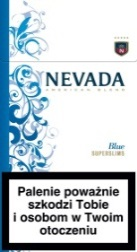 NEVADA
AMERICAN BLEND
Blue
SUPERSLIMS
Palenie poważnie
szkodzi Tobie
i osobom w Twoim
otoczeniu